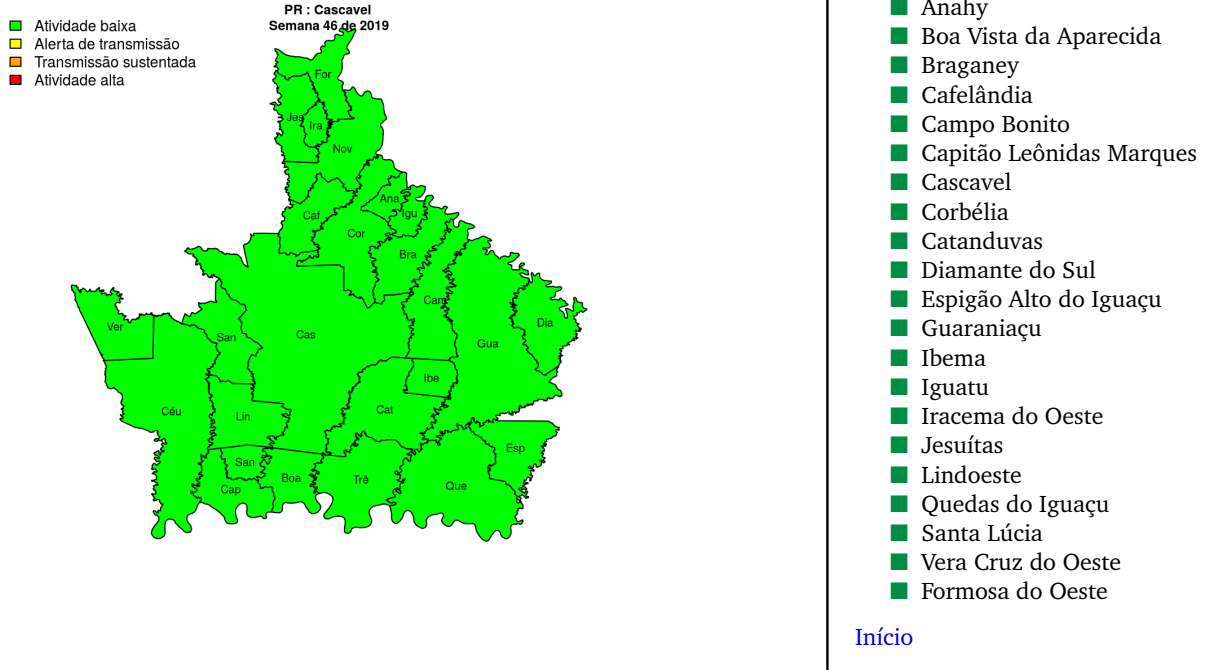 PR : Cascavel
Semana 46 de 2019
Atividade baixa
Alerta de transmissão
Transmissão sustentada
Atividade alta
For
Jes
Ira
Nov
Ana
Igu
Caf
Cor
Bra
Cam
Ver
San
Cas
Gua
Dia
Ibe
Céu
Lin
Cat
San
Esp
Cap
Boa
Trê
Que
Anahy
Boa Vista da Aparecida
Braganey
Cafelândia
Campo Bonito
Capitão Leônidas Marques
Cascavel
Corbélia
Catanduvas
Diamante do Sul
Espigão Alto do Iguaçu
Guaraniaçu
Ibema
Iguatu
Iracema do Oeste
Jesuítas
Lindoeste
Quedas do Iguaçu
Santa Lúcia
Vera Cruz do Oeste
Formosa do Oeste
Início